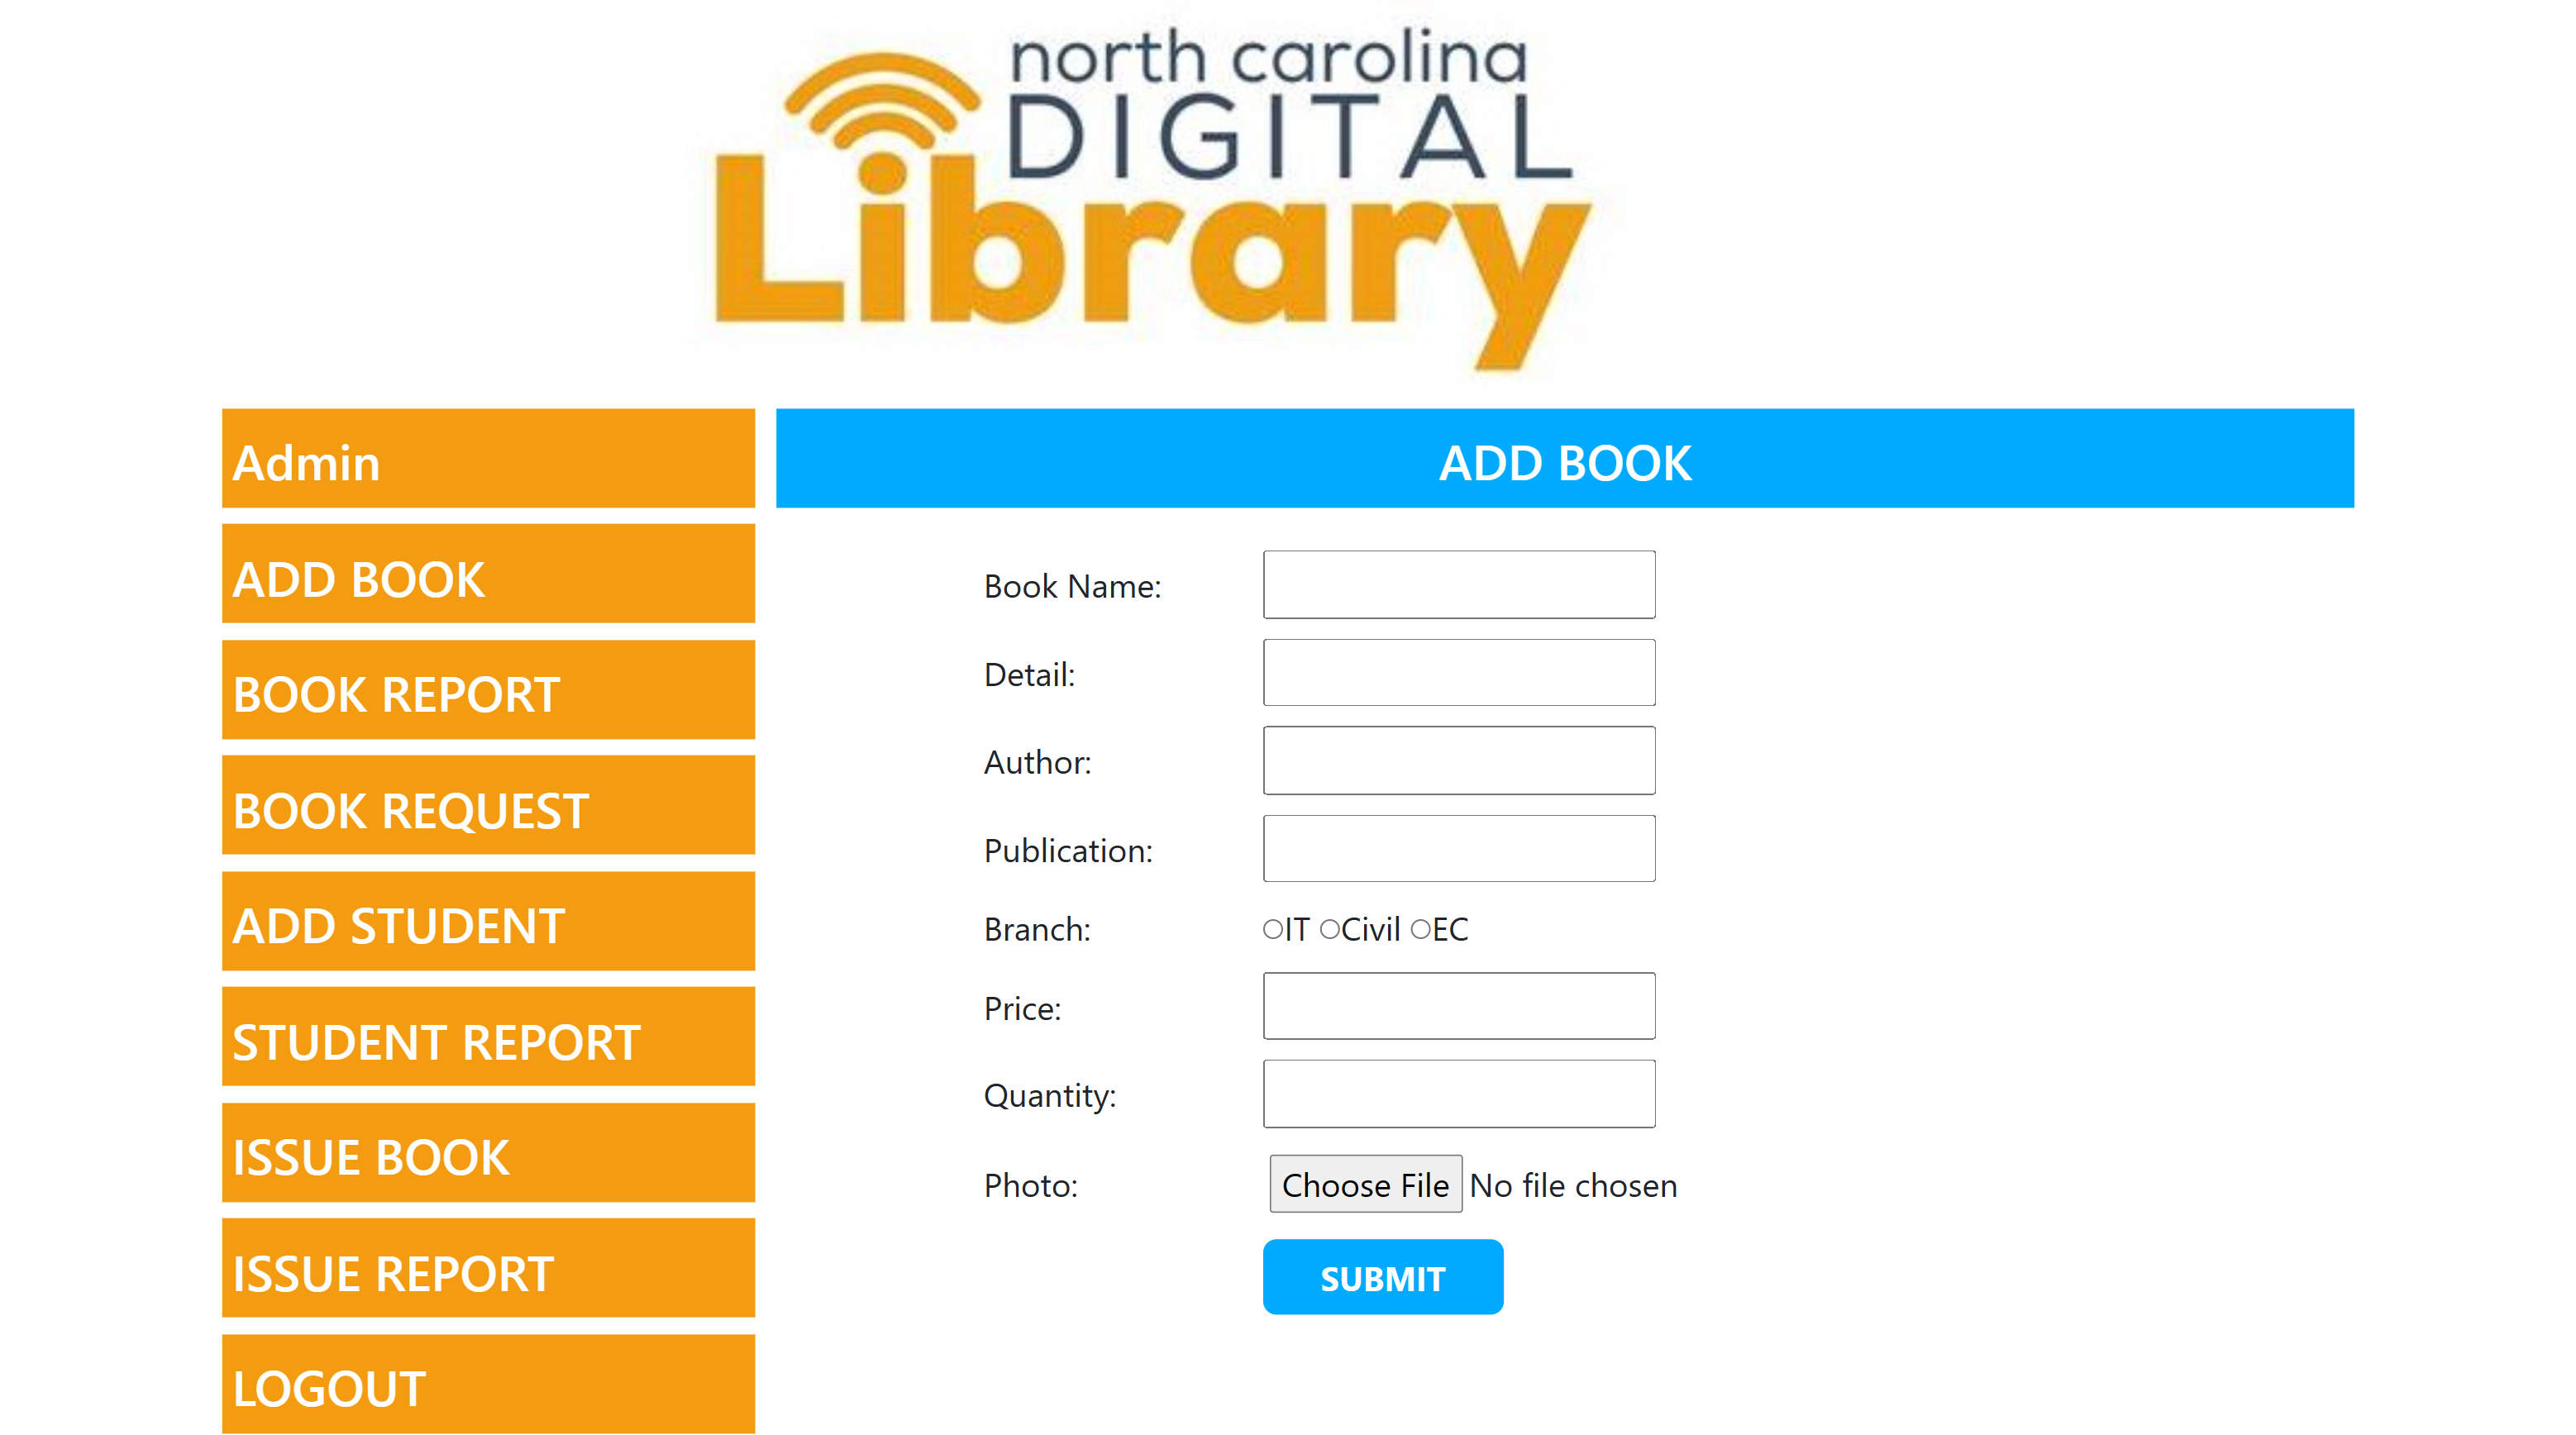 north carolina
DIGITAL
Library
Admin
ADD BOOK
BOOK REPORT
BOOK REQUEST
ADD STUDENT
STUDENT REPORT
ISSUE BOOK
ISSUE REPORT
LOGOUT
ADD BOOK
Book Name:
Detail:
Author:
Publication:
Branch: IT Civil EC
Price:
Quantity:
Photo: Choose File No file chosen
SUBMIT